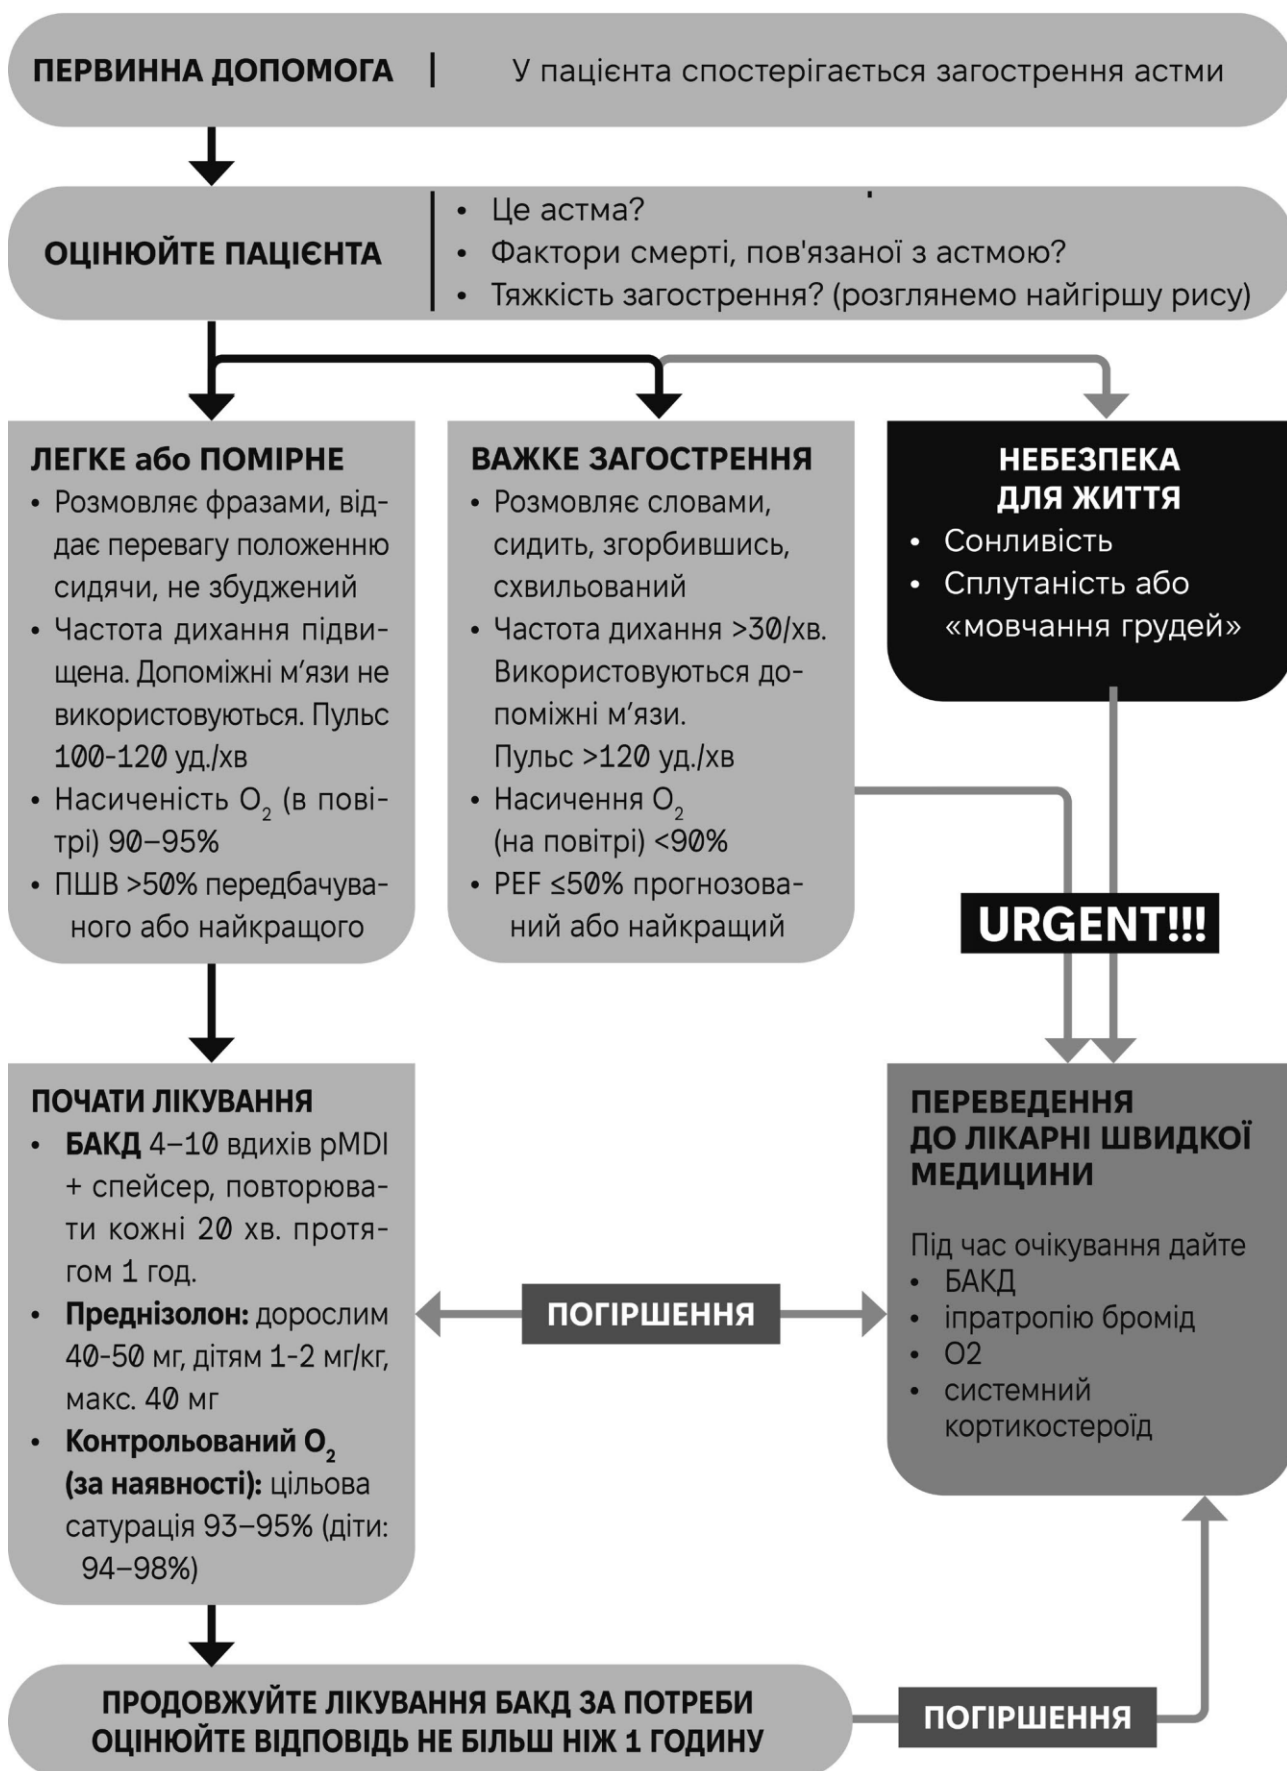 ПЕРВИННА ДОПОМОГА | У пацієнта спостерігається загострення астми
ОЦІНЮЙТЕ ПАЦІЄНТА
• Це астма?
• Фактори смерті, пов'язаної з астмою?
• Тяжкість загострення? (розглянемо найгіршу рису)
ЛЕГКЕ або ПОМІРНЕ
• Розмовляє фразами, від-
дає перевагу положенню
сидячи, не збуджений
• Частота дихання підви-
щена. Допоміжні м’язи не
використовуються. Пульс
100-120 уд./хв
• Насиченість O₂ (в пові-
трі) 90–95%
• ПШВ >50% передбачува-
ного або найкращого
ВАЖКЕ ЗАГОСТРЕННЯ
• Розмовляє словами,
сидить, згорбившись,
схвильований
• Частота дихання >30/хв.
Використовуються до-
поміжні м’язи.
Пульс >120 уд./хв
• Насичення O₂
(на повітрі) <90%
• PEF ≤50% прогнозова-
ний або найкращий
НЕБЕЗПЕКА
ДЛЯ ЖИТТЯ
• Сонливість
• Сплутаність або
«мовчання грудей»
URGENT!!!
ПОЧАТИ ЛІКУВАННЯ
• БАКД 4–10 вдихів pMDI
+ спейсер, повторюва-
ти кожні 20 хв. протя-
гом 1 год.
• Преднізолон: дорослим
40-50 мг, дітям 1-2 мг/кг,
макс. 40 мг
• Контрольований O₂
(за наявності): цільова
сатурація 93–95% (діти:
94–98%)
ПОГІРШЕННЯ
ПЕРЕВЕДЕННЯ
ДО ЛІКАРНІ ШВИДКОЇ
МЕДИЦИНИ
Під час очікування дайте
• БАКД
• іпратропію бромід
• O2
• системний
кортикостероїд
ПРОДОВЖУЙТЕ ЛІКУВАННЯ БАКД ЗА ПОТРЕБИ
ОЦІНЮЙТЕ ВІДПОВІДЬ НЕ БІЛЬШ НІЖ 1 ГОДИНУ
ПОГІРШЕННЯ